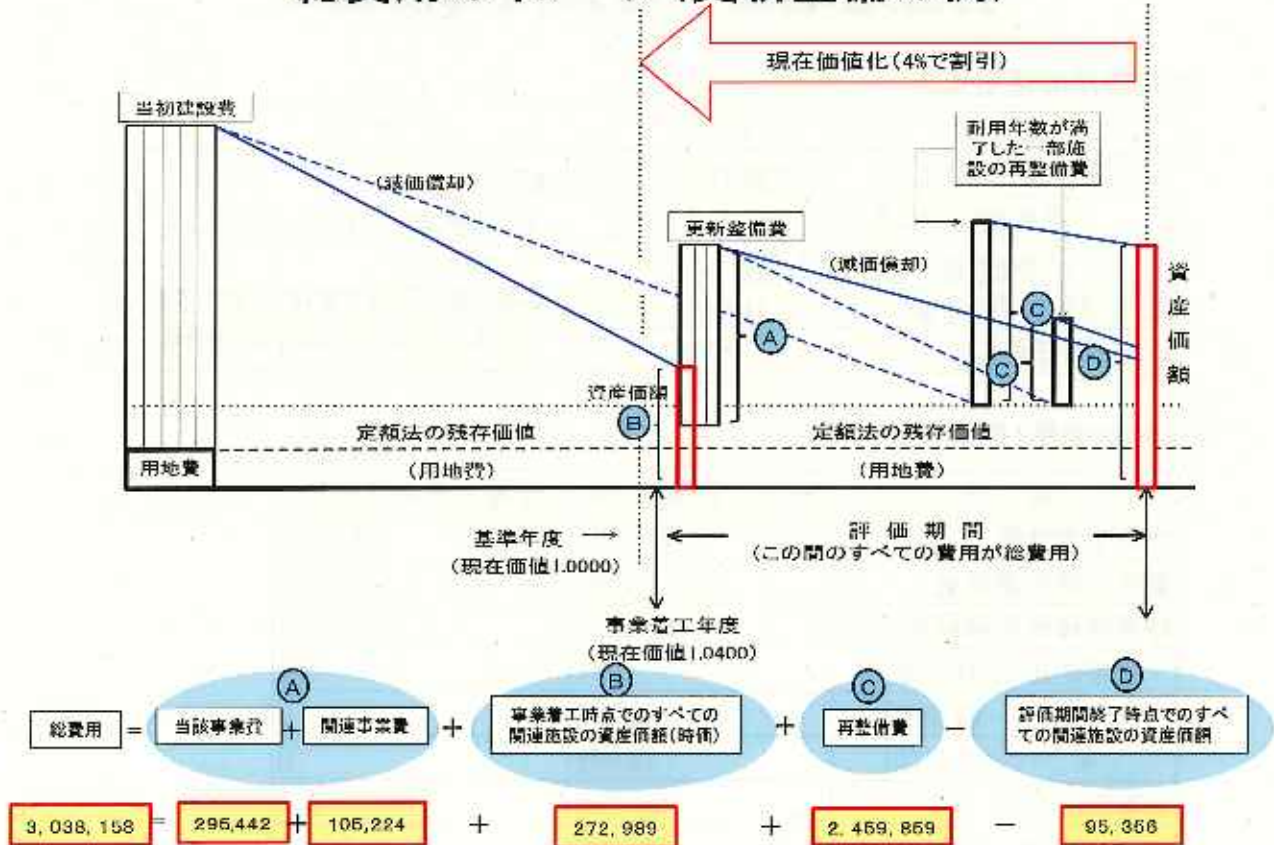 現在価値化(4%で割引)
当初建設費
耐用年数が満
了した一部施
設の再整備費
(減価償却)
更新整備費
(減価償却)
資産価額
C
A
C
D
資産価額
B
定額法の残存価値
定額法の残存価値
用地費
(用地費)
(用地費)
基準年度 →
(現在価値1.0000)
評価期間
(この間のすべての費用が総費用)
事業着工年度
(現在価値1.0400)
A
B
C
D
総費用 = 当該事業費 + 関連事業費 + 事業着工時点でのすべての
関連施設の資産価額(時価) + 再整備費 − 評価期間終了時点でのすべ
ての関連施設の資産価額
3,038,158 = 295,442 + 105,224 + 272,989 + 2,459,859 − 95,356